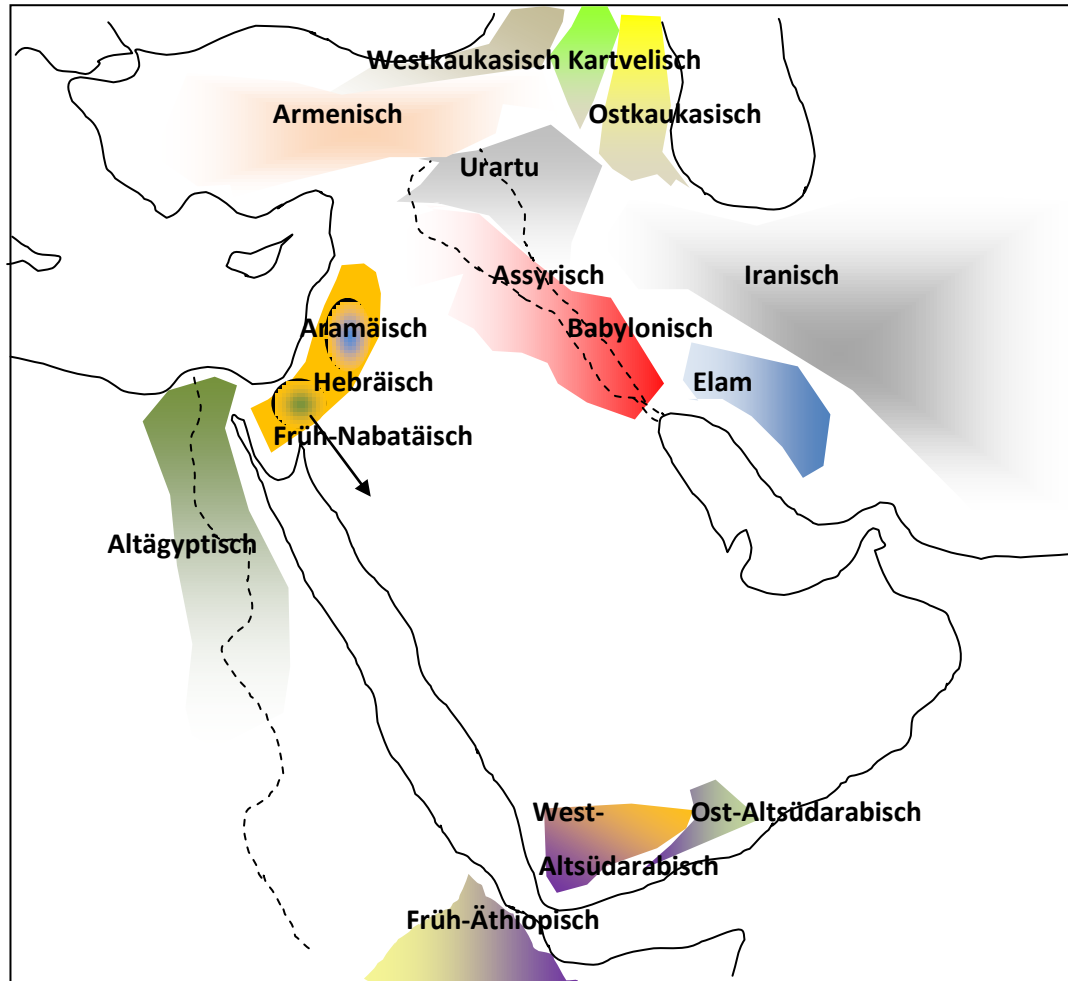 Westkaukasisch Kartvelisch
Armenisch
Ostkaukasisch
Urartu
Assyrisch
Iranisch
Aramäisch
Babylonisch
Hebräisch
Elam
Früh-Nabatäisch
Altägyptisch
West-
Altsüdarabisch
Ost-Altsüdarabisch
Früh-Äthiopisch